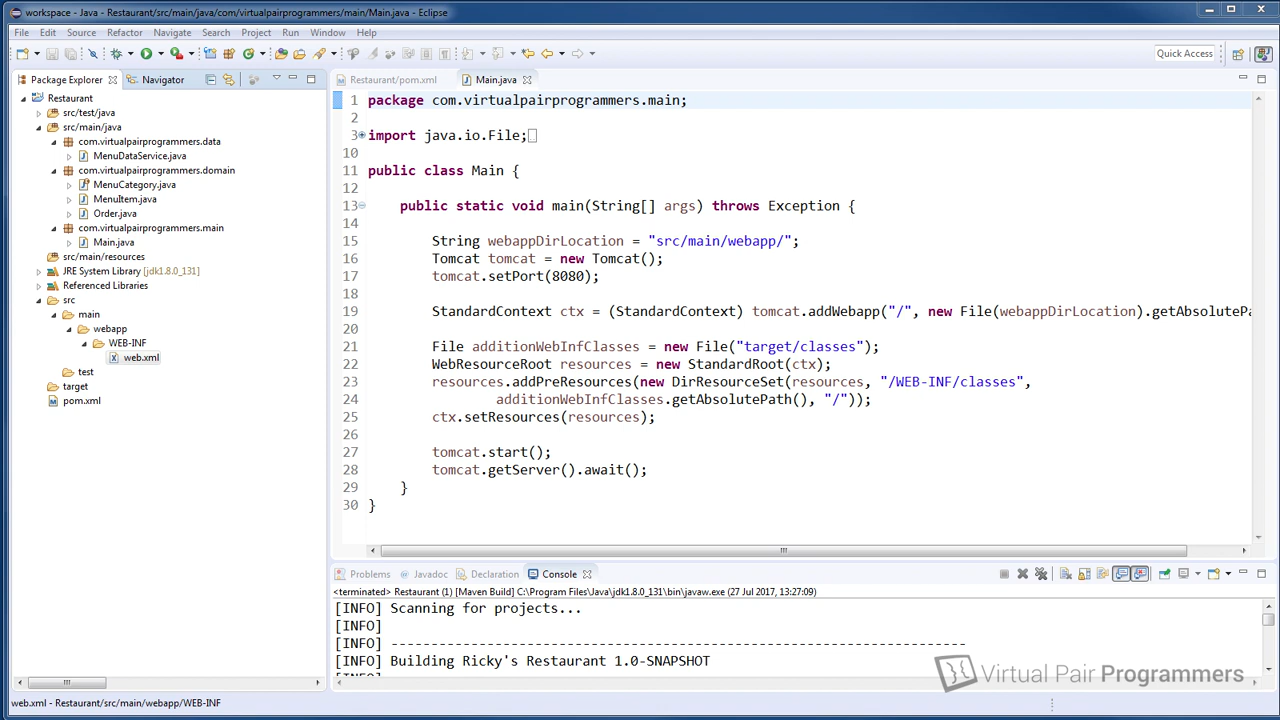 workspace - Java - Restaurant/src/main/java/com/virtualpairprogrammers/main/Main.java - Eclipse
File Edit Source Refactor Navigate Search Project Run Window Help
Quick Access
Package Explorer Navigator
Restaurant
src/test/java
src/main/java
com.virtualpairprogrammers.data
MenuDataService.java
com.virtualpairprogrammers.domain
MenuCategory.java
MenuItem.java
Order.java
com.virtualpairprogrammers.main
Main.java
src/main/resources
JRE System Library [jdk1.8.0_131]
Referenced Libraries
src
main
webapp
WEB-INF
web.xml
test
target
pom.xml
Restaurant/pom.xml Main.java
1 package com.virtualpairprogrammers.main;
2
3 import java.io.File;
10
11 public class Main {
12
13 public static void main(String[] args) throws Exception {
14
15 String webappDirLocation = "src/main/webapp/";
16 Tomcat tomcat = new Tomcat();
17 tomcat.setPort(8080);
18
19 StandardContext ctx = (StandardContext) tomcat.addWebapp("/", new File(webappDirLocation).getAbsolutePa
20
21 File additionWebInfClasses = new File("target/classes");
22 WebResourceRoot resources = new StandardRoot(ctx);
23 resources.addPreResources(new DirResourceSet(resources, "/WEB-INF/classes",
24 additionWebInfClasses.getAbsolutePath(), "/"));
25 ctx.setResources(resources);
26
27 tomcat.start();
28 tomcat.getServer().await();
29 }
30 }
Problems Javadoc Declaration Console
<terminated> Restaurant (1) [Maven Build] C:\Program Files\Java\jdk1.8.0_131\bin\javaw.exe (27 Jul 2017, 13:27:09)
[INFO] Scanning for projects...
[INFO]
[INFO] ------------------------------------------------------------------------
[INFO] Building Ricky's Restaurant 1.0-SNAPSHOT
Virtual Pair Programmers
web.xml - Restaurant/src/main/webapp/WEB-INF